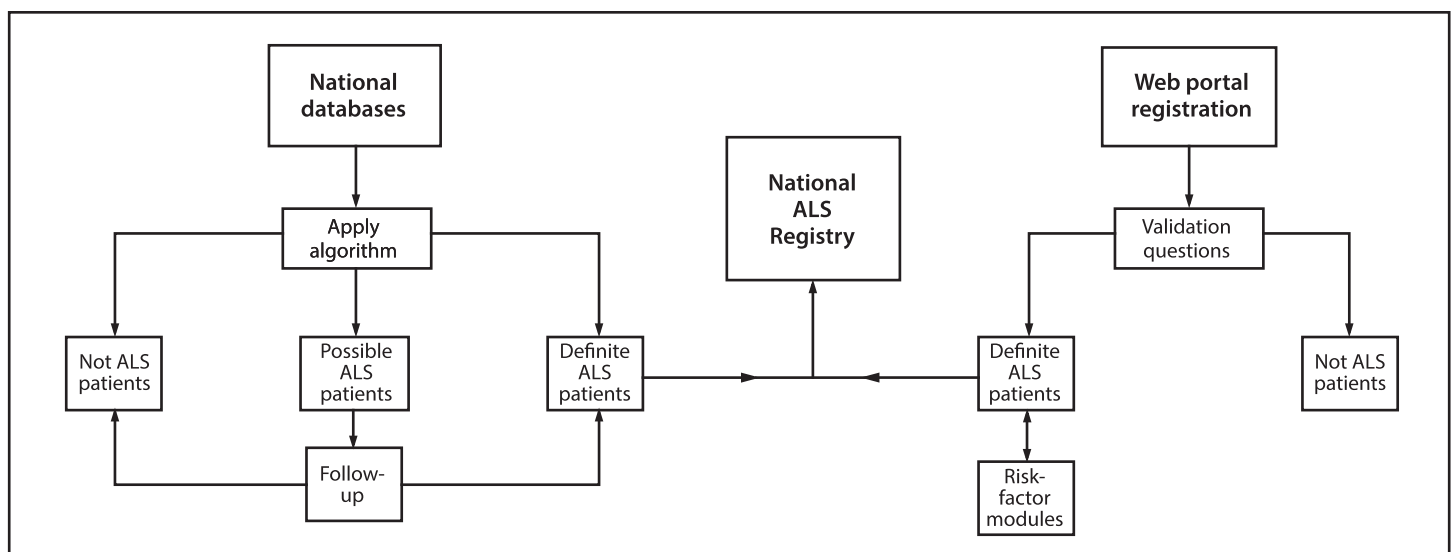 National
databases
Web portal
registration
National
ALS
Registry
Apply
algorithm
Validation
questions
Not ALS
patients
Possible
ALS
patients
Definite
ALS
patients
Definite
ALS
patients
Not ALS
patients
Follow-
up
Risk-
factor
modules